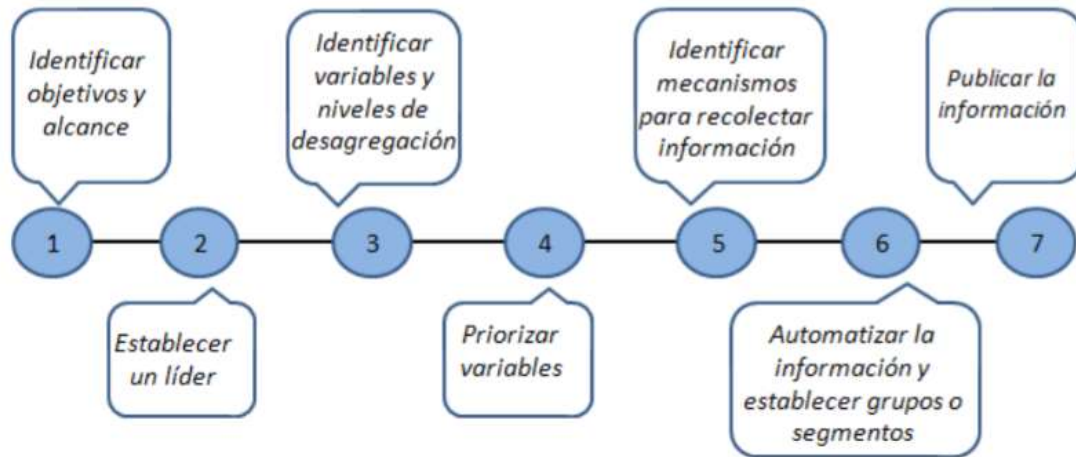 Identificar
objetivos y
alcance
Identificar
variables y
niveles de
desagregación
Identificar
mecanismos
para recolectar
información
Publicar la
información
1
2
3
4
5
6
7
Establecer
un líder
Priorizar
variables
Automatizar la
información y
establecer grupos o
segmentos